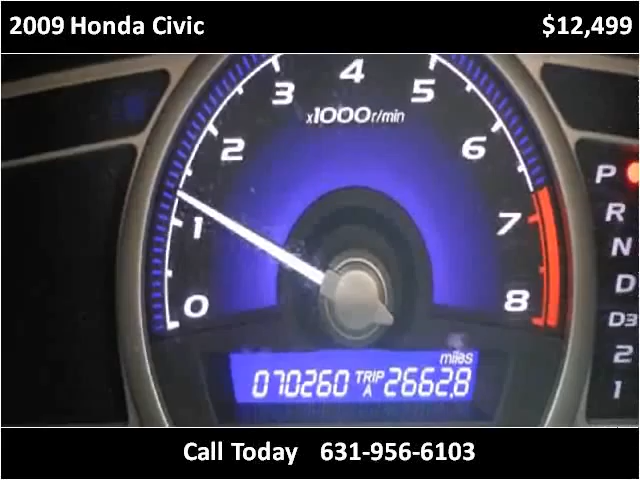 2009 Honda Civic $12,499
4
3 5
x1000r/min
2 6
P
1 7
R
N
D
0 8
D3
miles
2
070260 TRIP A 2662.8
1
Call Today 631-956-6103